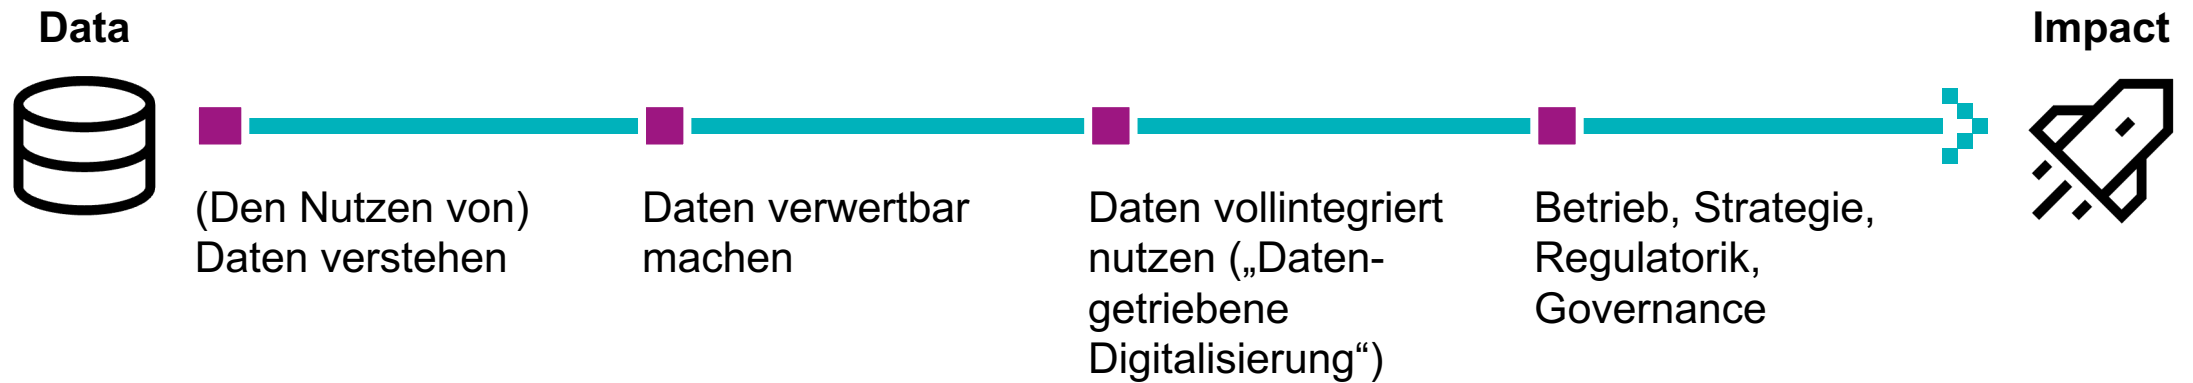 Data
Impact
(Den Nutzen von)
Daten verstehen
Daten verwertbar
machen
Daten vollintegriert
nutzen („Daten-
getriebene
Digitalisierung“)
Betrieb, Strategie,
Regulatorik,
Governance